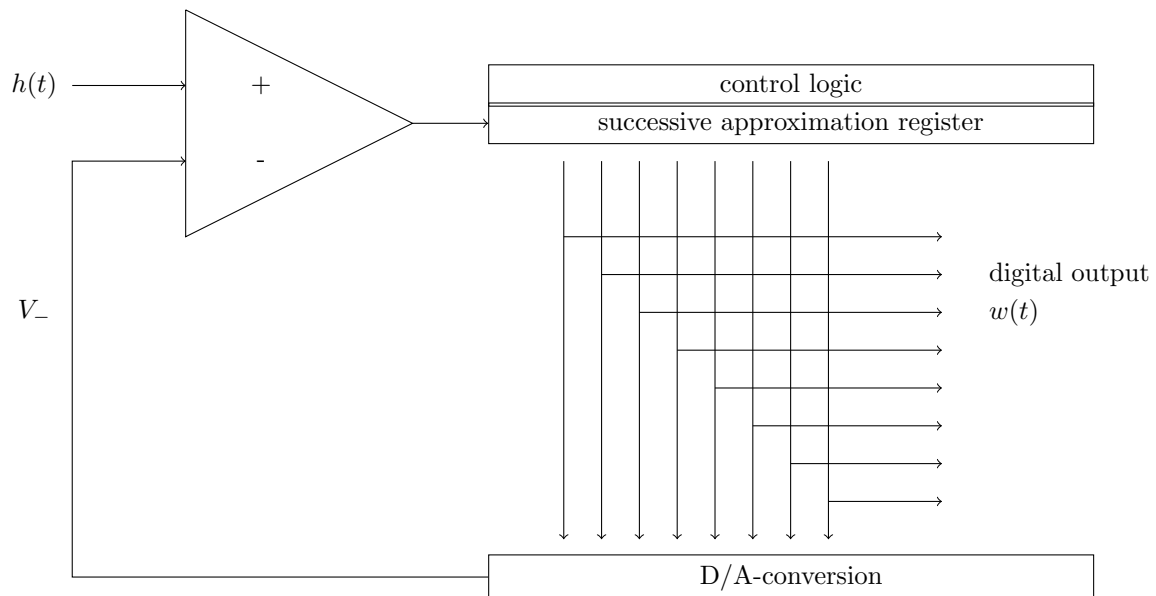 h(t)
+
-
control logic
successive approximation register
digital output
w(t)
V_
D/A-conversion